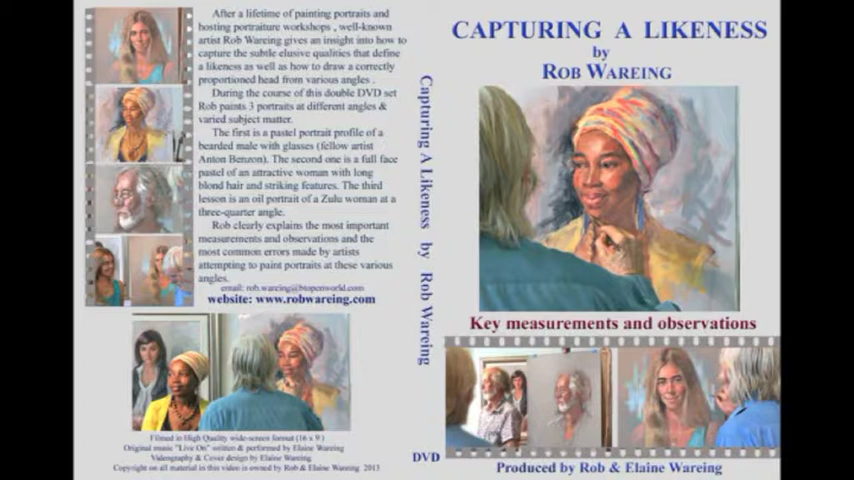 After a lifetime of painting portraits and
hosting portraiture workshops , well-known
artist Rob Wareing gives an insight into how to
capture the subtle elusive qualities that define
a likeness as well as how to draw a correctly
proportioned head from various angles .
During the course of this double DVD set
Rob paints 3 portraits at different angles &
varied subject matter.
The first is a pastel portrait profile of a
bearded male with glasses (fellow artist
Anton Benzon). The second one is a full face
pastel of an attractive woman with long
blond hair and striking features. The third
lesson is an oil portrait of a Zulu woman at a
three-quarter angle.
Rob clearly explains the most important
measurements and observations and the
most common errors made by artists
attempting to paint portraits at these various
angles.
email: rob.wareing@btopenworld.com
website: www.robwareing.com
Filmed in High Quality wide-screen format (16 x 9 )
Original music "Live On" written & performed by Elaine Wareing
Videography & Cover design by Elaine Wareing
Copyright on all material in this video is owned by Rob & Elaine Wareing 2013
Capturing A Likeness by Rob Wareing
DVD
CAPTURING A LIKENESS
by
ROB WAREING
Key measurements and observations
Produced by Rob & Elaine Wareing